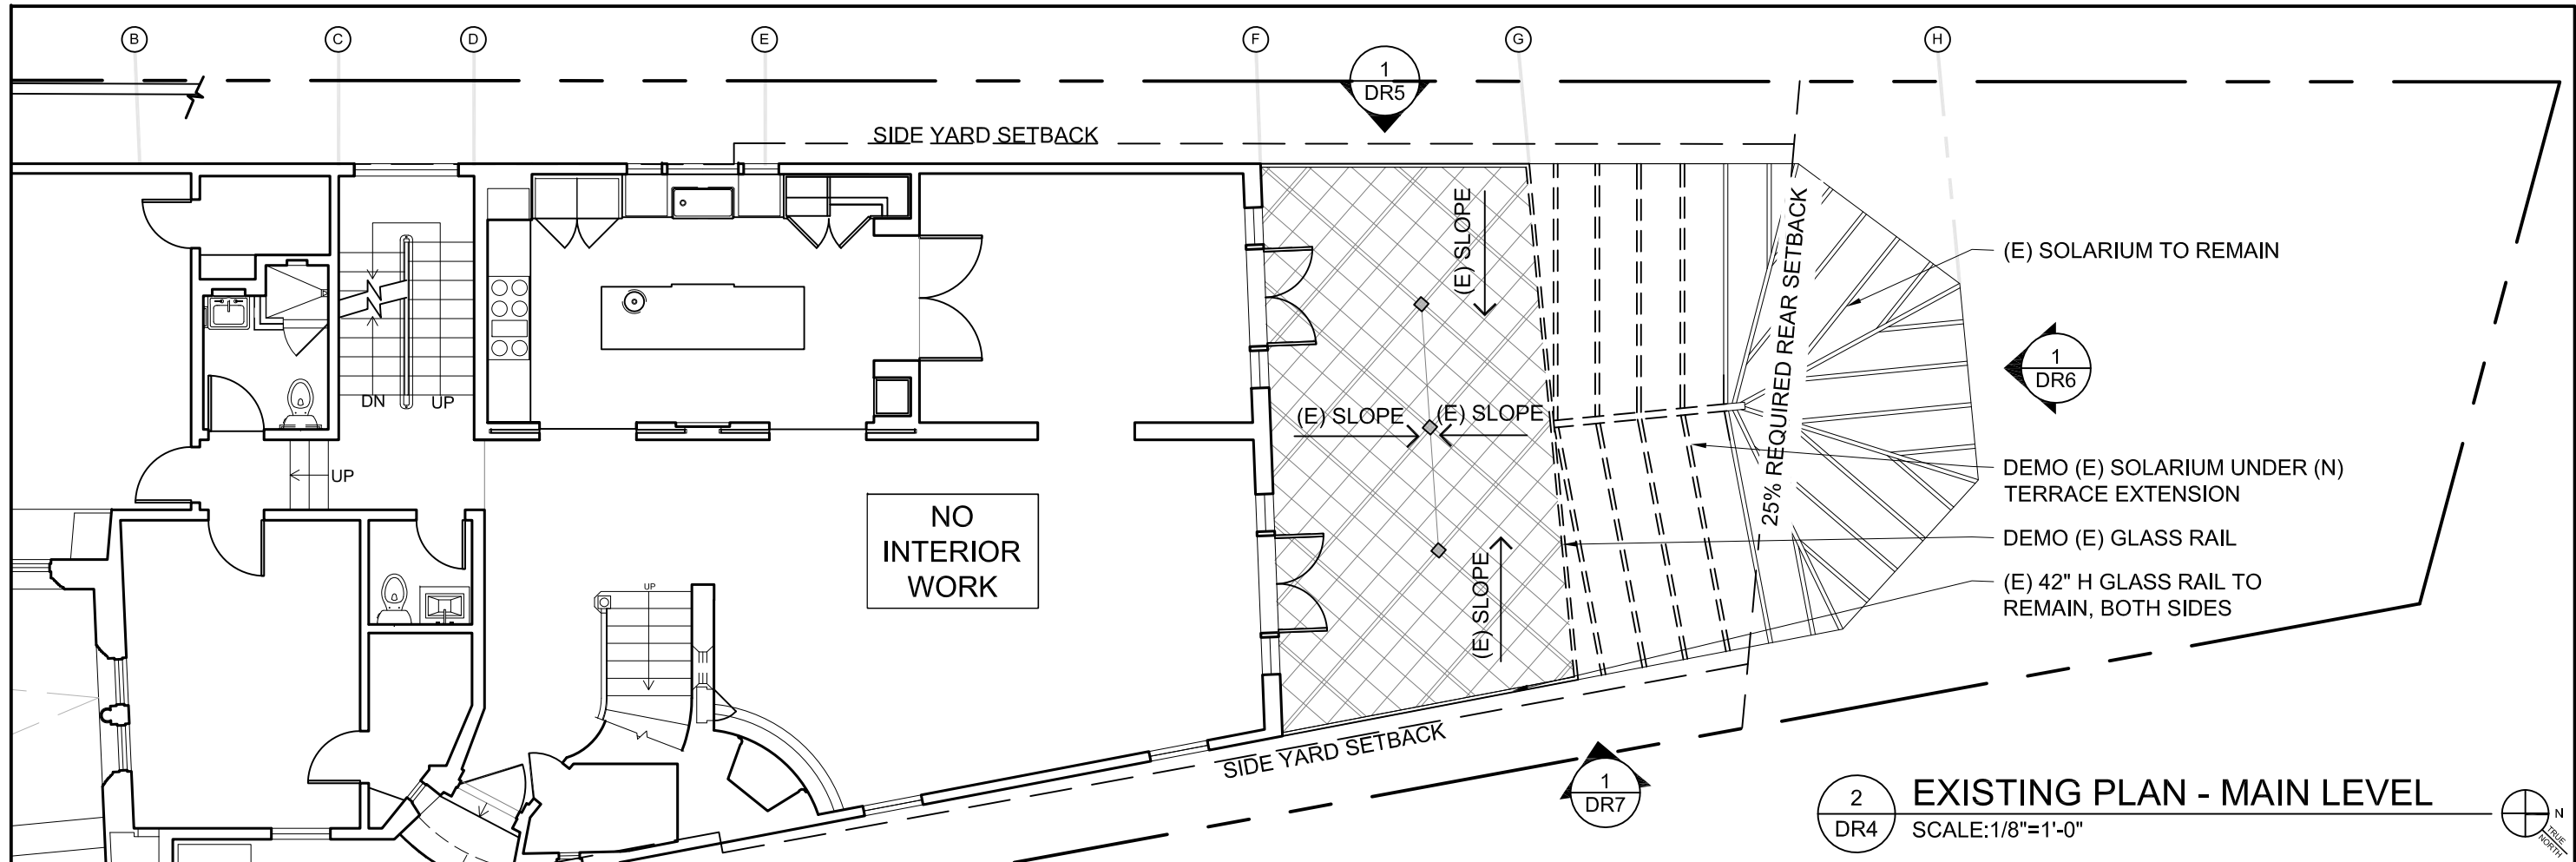 B
C
D
E
F
G
H
1
DR5
SIDE YARD SETBACK
(E) SLOPE
25% REQUIRED REAR SETBACK
(E) SOLARIUM TO REMAIN
1
DR6
DN
UP
(E) SLOPE
(E) SLOPE
UP
DEMO (E) SOLARIUM UNDER (N)
TERRACE EXTENSION
NO
INTERIOR
WORK
DEMO (E) GLASS RAIL
UP
(E) SLOPE
(E) 42" H GLASS RAIL TO
REMAIN, BOTH SIDES
SIDE YARD SETBACK
1
DR7
2
DR4
EXISTING PLAN - MAIN LEVEL
SCALE:1/8"=1'-0"
N
TRUE
NORTH